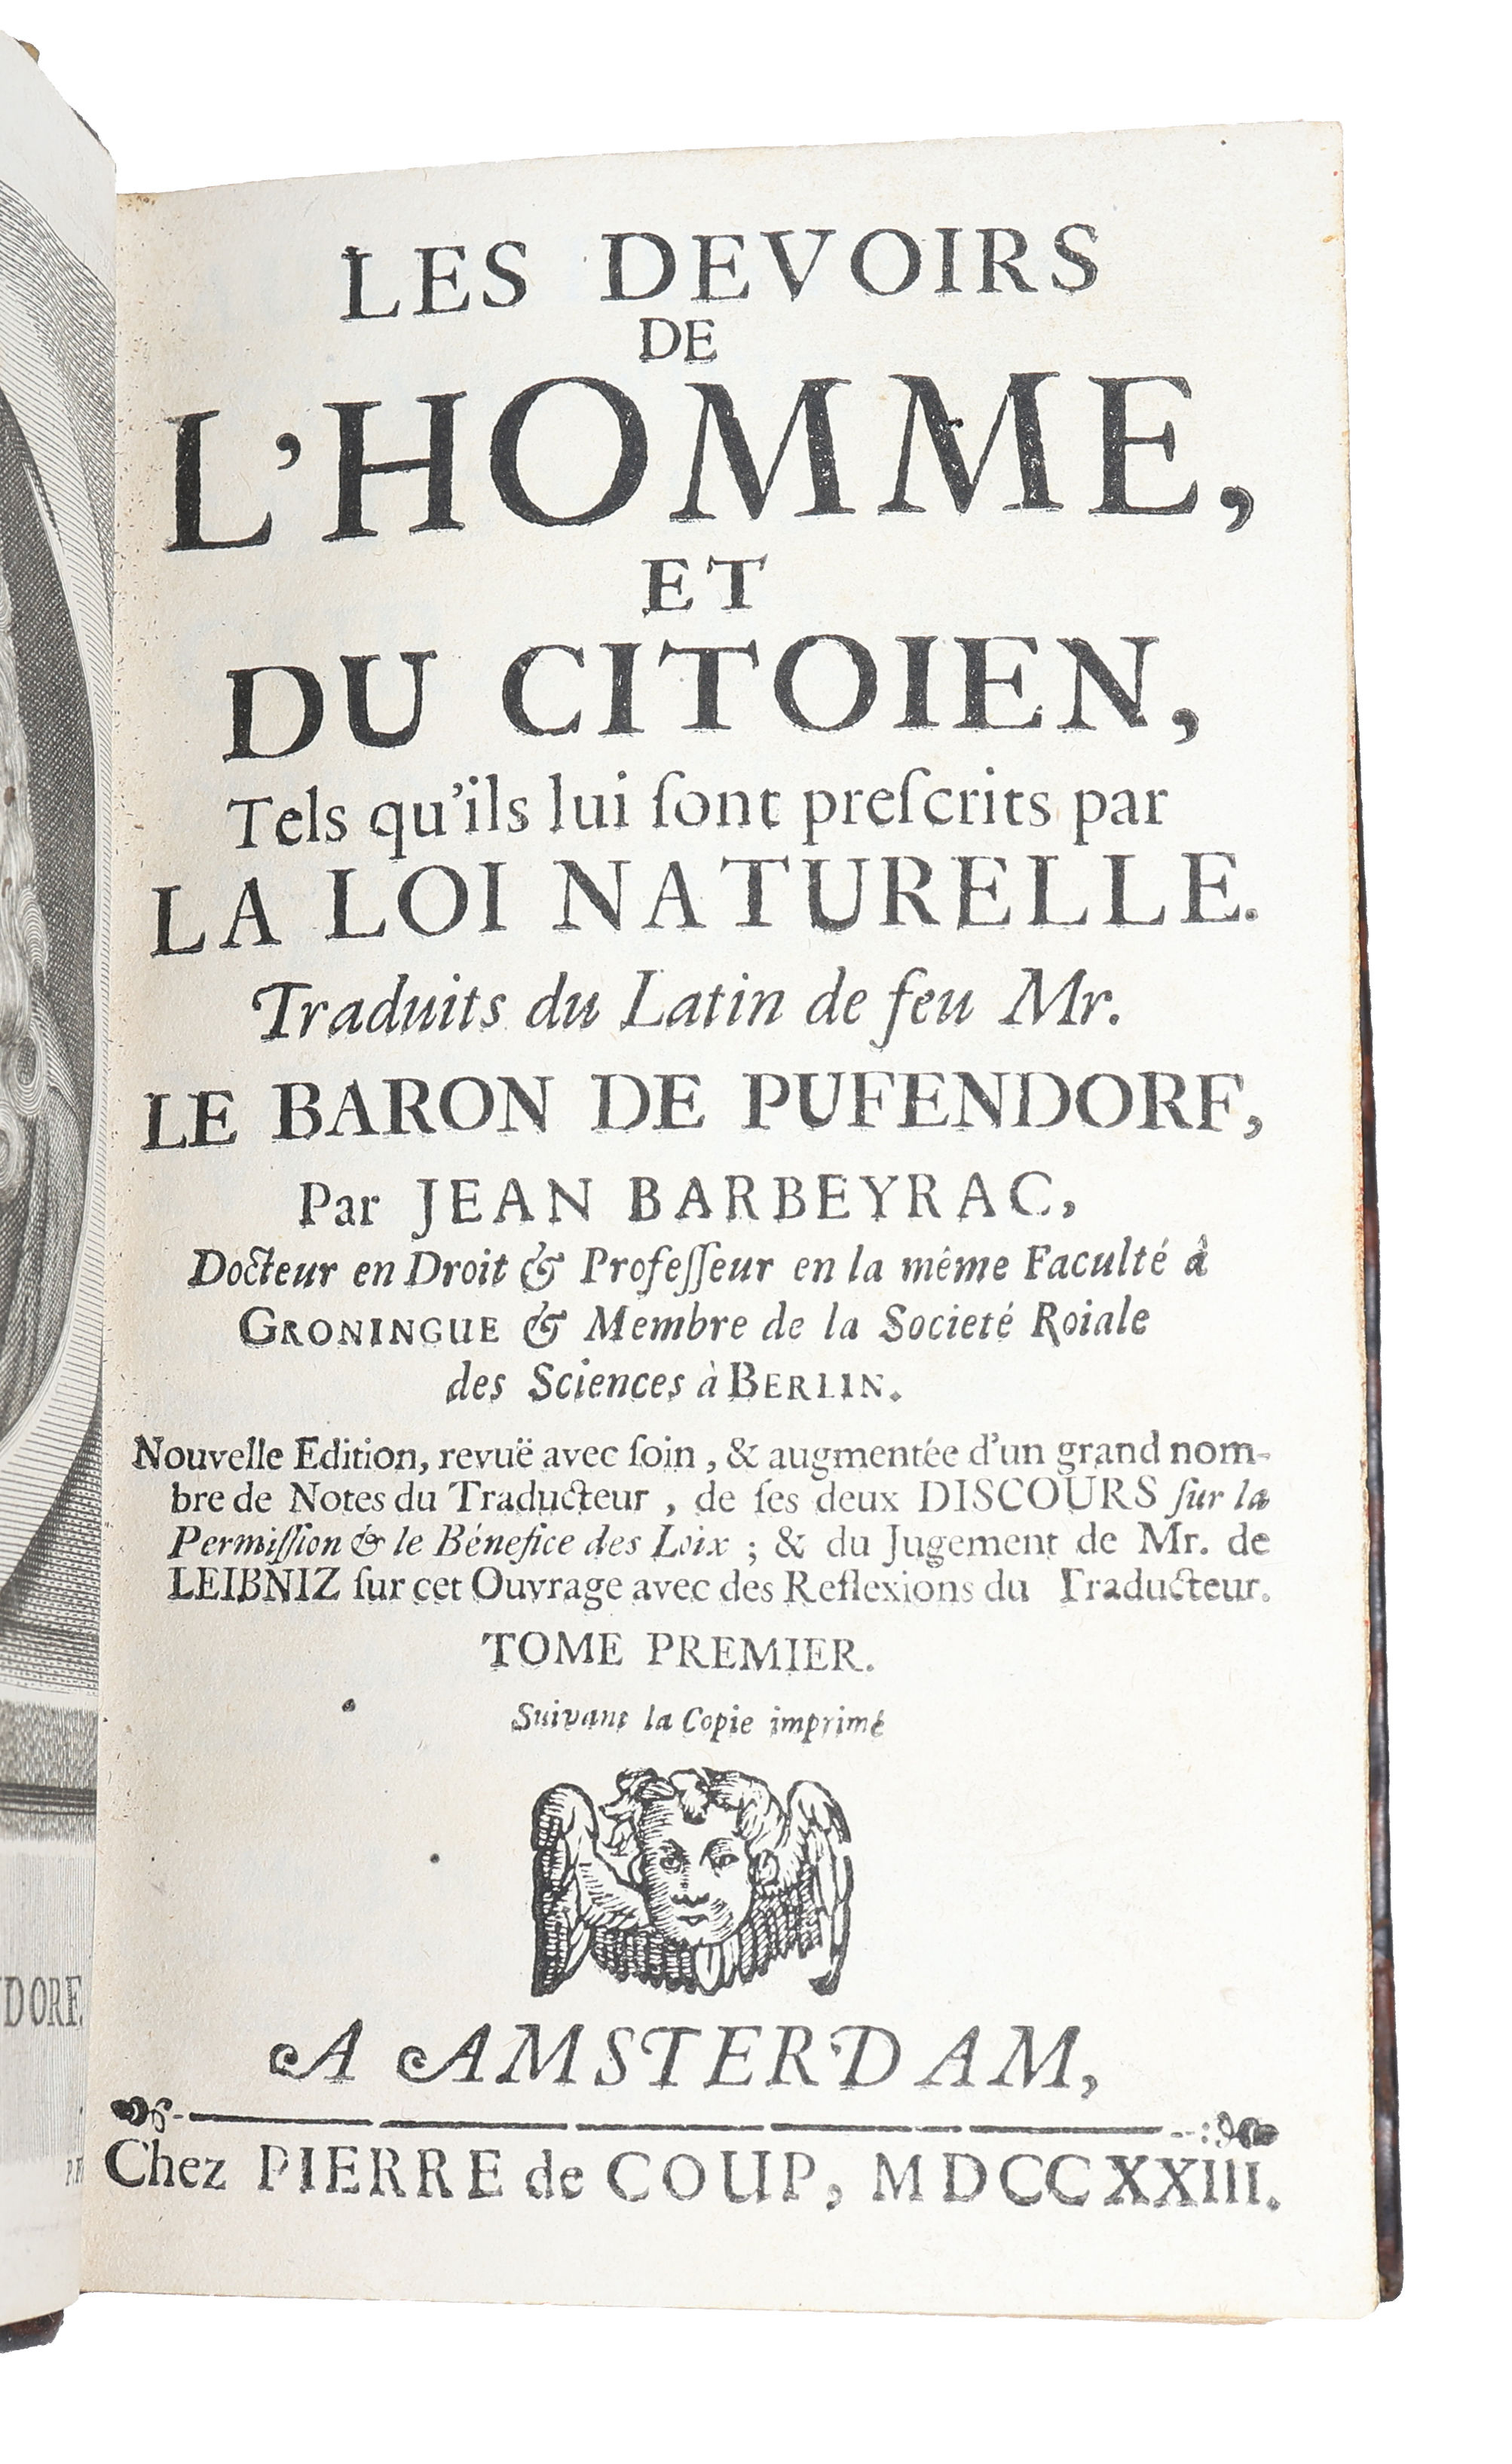 LES DEVOIRS
DE
L'HOMME,
ET
DU CITOIEN,
Tels qu'ils lui ſont preſcrits par
LA LOI NATURELLE.
Traduits du Latin de feu Mr.
LE BARON DE PUFENDORF,
Par JEAN BARBEYRAC,
Docteur en Droit & Profeſſeur en la même Faculté à
GRONINGUE & Membre de la Societé Roiale
des Sciences à BERLIN.
Nouvelle Edition, revuë avec ſoin, & augmentée d'un grand nom-
bre de Notes du Traducteur, de ſes deux DISCOURS ſur la
Permiſſion & le Bénefice des Loix; & du Jugement de Mr. de
LEIBNIZ ſur cet Ouvrage avec des Reflexions du Traducteur.
TOME PREMIER.
Suivant la Copie imprimé
A AMSTERDAM,
Chez PIERRE de COUP, MDCCXXIII.